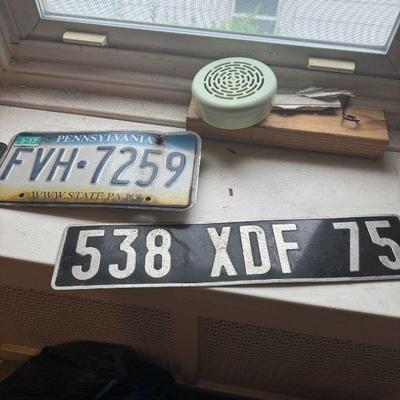 3-17 PENNSYLVANIA
FVH-7259
WWW.STATE.PA.US
538 XDF 75